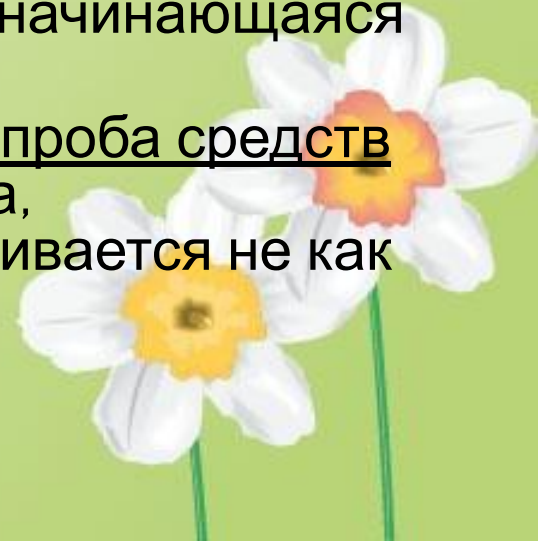 начинающаяся
проба средств
а,
ивается не как